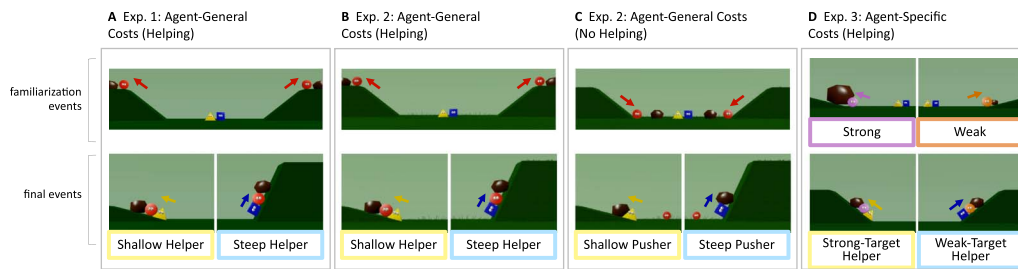 A Exp. 1: Agent-General
Costs (Helping)
B Exp. 2: Agent-General
Costs (Helping)
C Exp. 2: Agent-General Costs
(No Helping)
D Exp. 3: Agent-Specific
Costs (Helping)
familiarization
events
Strong
Weak
final events
Shallow Helper
Steep Helper
Shallow Helper
Steep Helper
Shallow Pusher
Steep Pusher
Strong-Target
Helper
Weak-Target
Helper